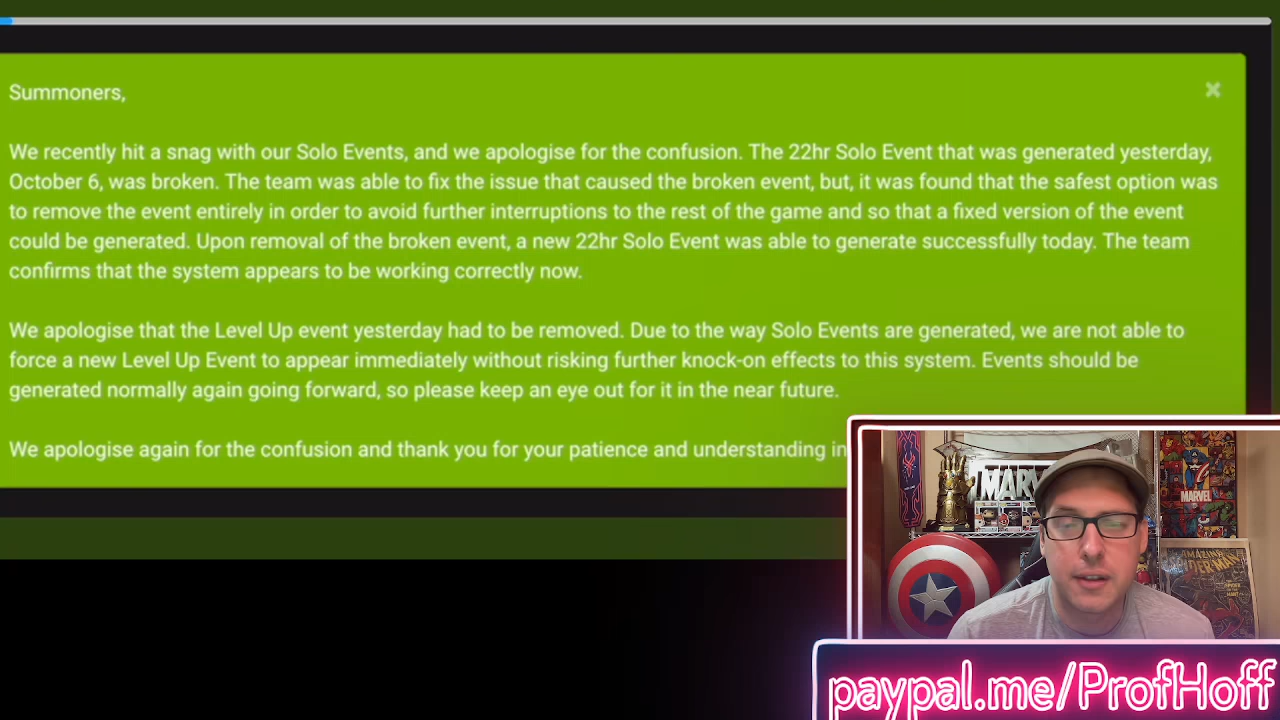 Summoners,
We recently hit a snag with our Solo Events, and we apologise for the confusion. The 22hr Solo Event that was generated yesterday,
October 6, was broken. The team was able to fix the issue that caused the broken event, but, it was found that the safest option was
to remove the event entirely in order to avoid further interruptions to the rest of the game and so that a fixed version of the event
could be generated. Upon removal of the broken event, a new 22hr Solo Event was able to generate successfully today. The team
confirms that the system appears to be working correctly now.
We apologise that the Level Up event yesterday had to be removed. Due to the way Solo Events are generated, we are not able to
force a new Level Up Event to appear immediately without risking further knock-on effects to this system. Events should be
generated normally again going forward, so please keep an eye out for it in the near future.
We apologise again for the confusion and thank you for your patience and understanding in
MARV
MARVEL
AMAZING
SPIDER-MAN
paypal.me/ProfHoff